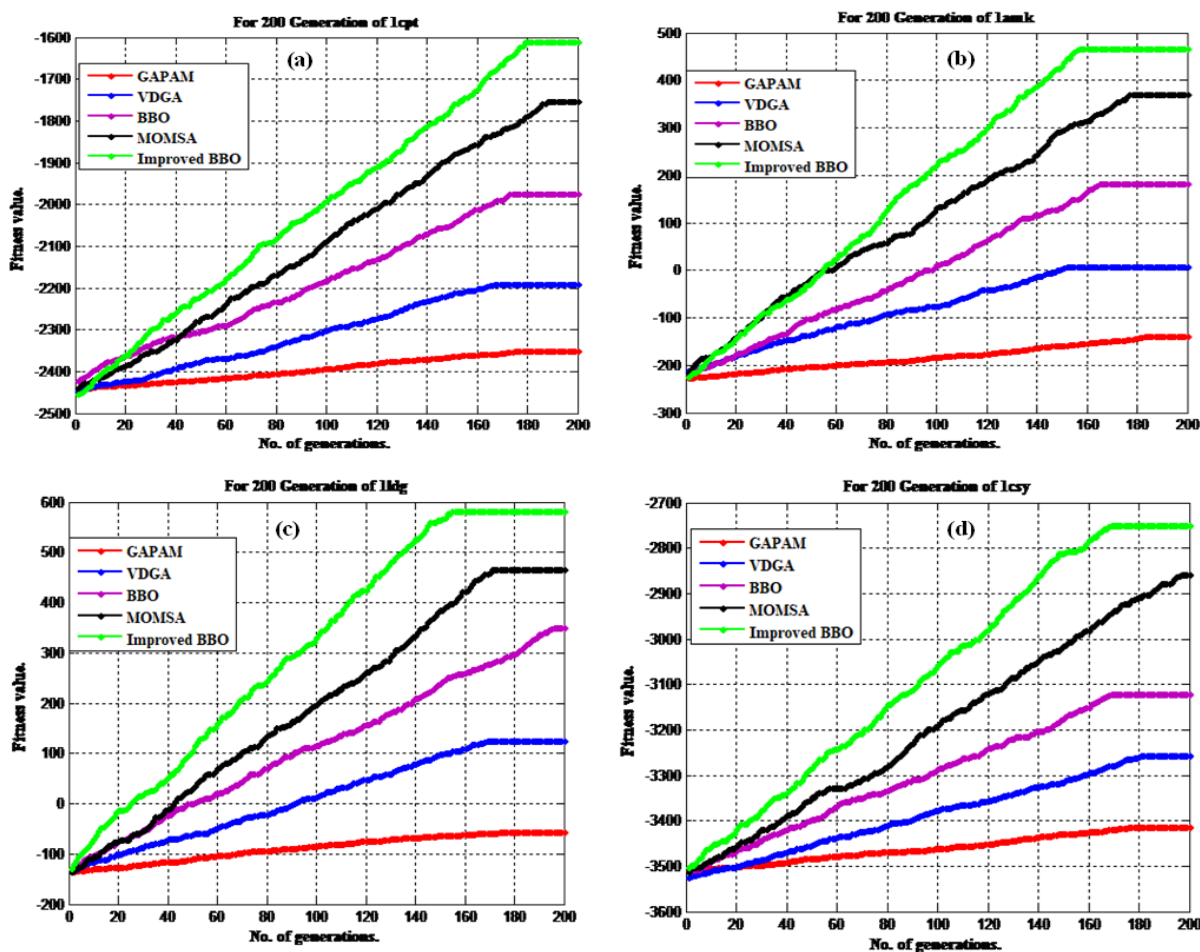 For 200 Generation of 1cpt
(a)
GAPAM
VDGA
BBO
MOMSA
Improved BBO
Fitness value.
-1600
-1700
-1800
-1900
-2000
-2100
-2200
-2300
-2400
-2500
0 20 40 60 80 100 120 140 160 180 200
No. of generations.
For 200 Generation of 1amk
(b)
GAPAM
VDGA
BBO
MOMSA
Improved BBO
Fitness value.
500
400
300
200
100
0
-100
-200
-300
0 20 40 60 80 100 120 140 160 180 200
No. of generations.
For 200 Generation of 1ldg
(c)
GAPAM
VDGA
BBO
MOMSA
Improved BBO
Fitness value.
600
500
400
300
200
100
0
-100
-200
0 20 40 60 80 100 120 140 160 180 200
No. of generations.
For 200 Generation of 1csy
(d)
GAPAM
VDGA
BBO
MOMSA
Improved BBO
Fitness value.
-2700
-2800
-2900
-3000
-3100
-3200
-3300
-3400
-3500
-3600
0 20 40 60 80 100 120 140 160 180 200
No. of generations.